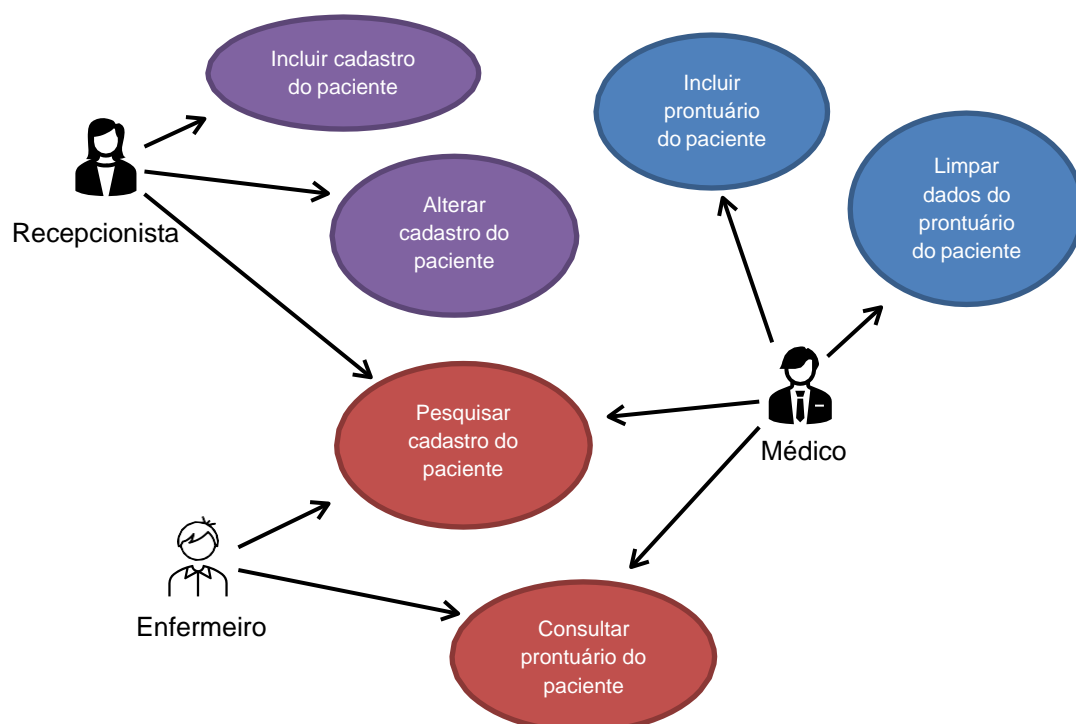 Incluir cadastro
do paciente
Incluir
prontuário
do paciente
Limpar
dados do
prontuário
do paciente
Recepcionista
Alterar
cadastro do
paciente
Pesquisar
cadastro do
paciente
Médico
Enfermeiro
Consultar
prontuário do
paciente